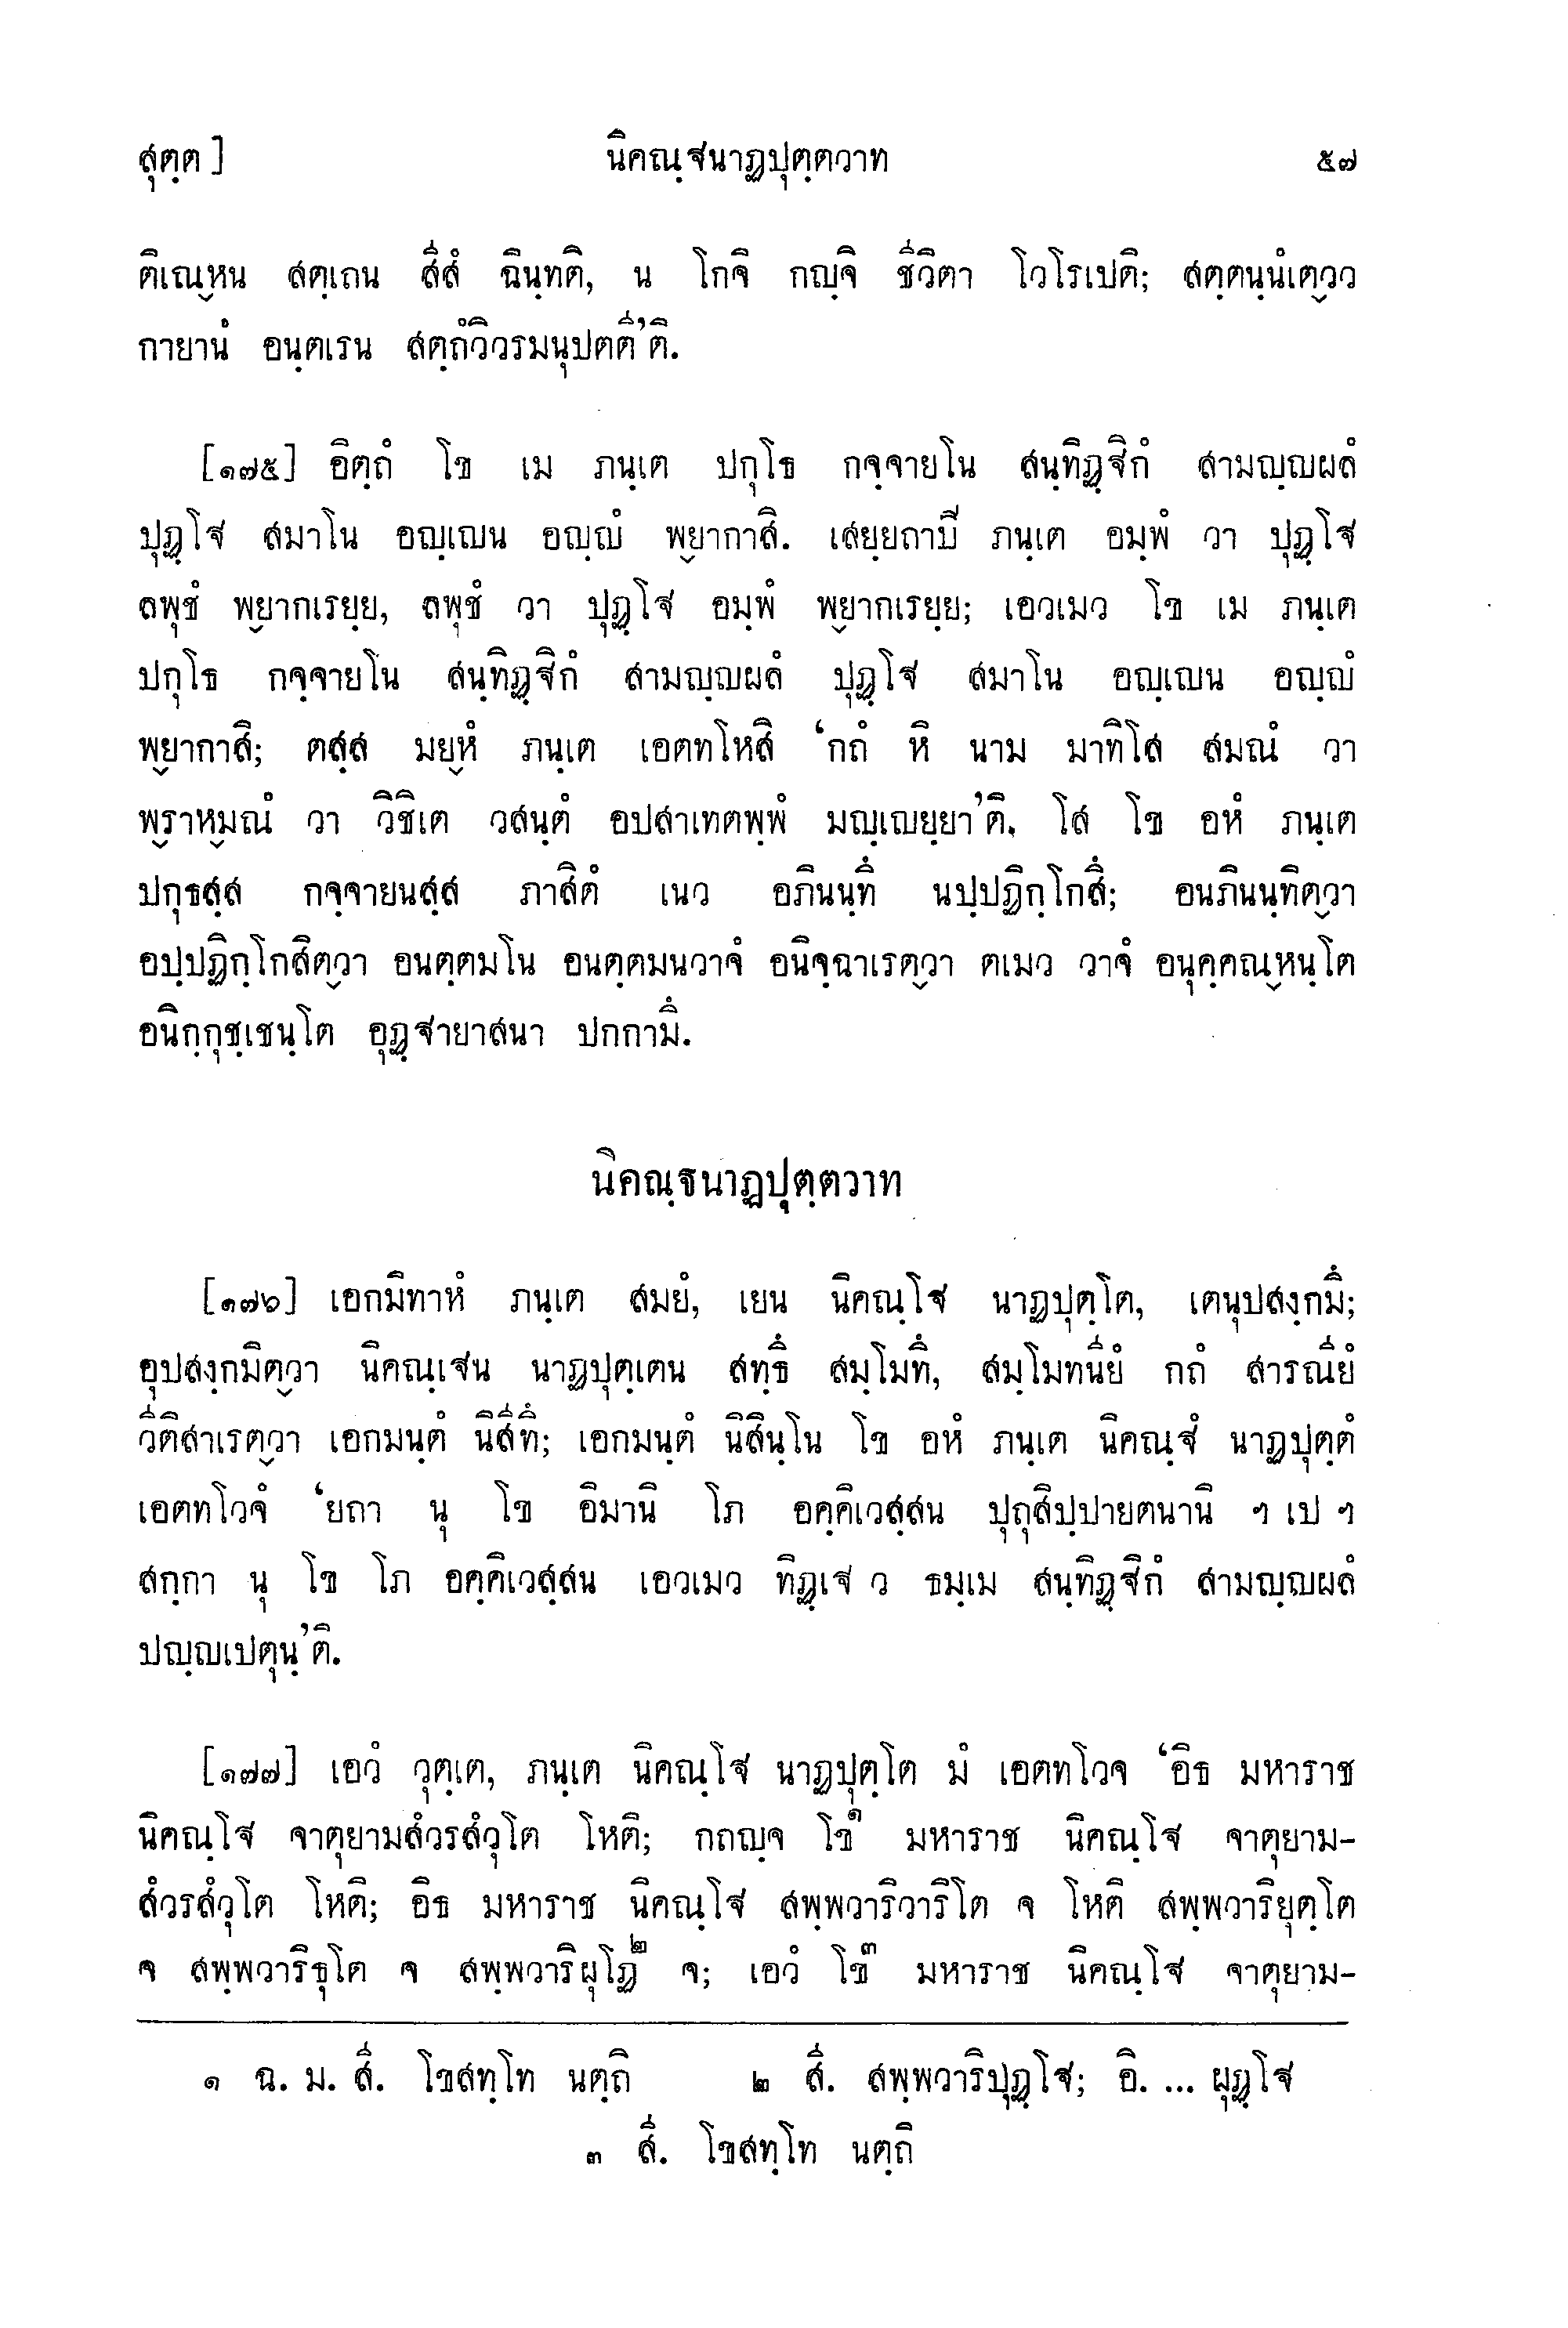 สุตฺต]	นิคณฺฐนาฏปุตฺตวาท	๕๗
ติเณฺหน สตฺเถน สีสํ ฉินฺทติ, น โกจิ กญฺจิ ชีวิตา โวโรเปติ; สตฺตนฺนํเตฺวว
กายานํ อนฺตเรน สตฺถํวิวรมนุปตตี’ติ.
[๑๗๕] อิตฺถํ โข เม ภนฺเต ปกุโธ กจฺจายโน สนฺทิฏฺฐิกํ สามญฺญผลํ
ปุฏฺโฐ สมาโน อญฺเญน อญฺญํ พฺยากาสิ. เสยฺยถาปี ภนฺเต อมฺพํ วา ปุฏฺโฐ
ลพุชํ พฺยากเรยฺย, ลพุชํ วา ปุฏฺโฐ อมฺพํ พฺยากเรยฺย; เอวเมว โข เม ภนฺเต
ปกุโธ กจฺจายโน สนฺทิฏฺฐิกํ สามญฺญผลํ ปุฏฺโฐ สมาโน อญฺเญน อญฺญํ
พฺยากาสิ; ตสฺส มยฺหํ ภนฺเต เอตทโหสิ ‘กถํ หิ นาม มาทิโส สมณํ วา
พฺราหฺมณํ วา วิชิเต วสนฺตํ อปสาเทตพฺพํ มญฺเญยฺยา’ติ. โส โข อหํ ภนฺเต
ปกุธสฺส กจฺจายนสฺส ภาสิตํ เนว อภินนฺทึ นปฺปฏิกฺโกสึ; อนภินนฺทิตฺวา
อปฺปฏิกฺโกสิตฺวา อนตฺตมโน อนตฺตมนวาจํ อนิจฺฉาเรตฺวา ตเมว วาจํ อนุคฺคณฺหนฺโต
อนิกฺกุชฺเชนฺโต อุฏฺฐายาสนา ปกกามึ.
นิคณฺฐนาฏปุตฺตวาท
[๑๗๖] เอกมิทาหํ ภนฺเต สมยํ, เยน นิคณฺโฐ นาฏปุตฺโต, เตนุปสงฺกมึ;
อุปสงฺกมิตฺวา นิคณฺเฐน นาฏปุตฺเตน สทฺธึ สมฺโมทึ, สมฺโมทนียํ กถํ สารณียํ
วีติสาเรตฺวา เอกมนฺตํ นิสีทึ; เอกมนฺตํ นิสินฺโน โข อหํ ภนฺเต นิคณฺฐํ นาฏปุตฺตํ
เอตทโวจํ ‘ยถา นุ โข อิมานิ โภ อคฺคิเวสฺสน ปุถุสิปฺปายตนานิ ฯ เป ฯ
สกฺกา นุ โข โภ อคฺคิเวสฺสน เอวเมว ทิฏฺเฐ ว ธมฺเม สนฺทิฏฺฐิกํ สามญฺญผลํ
ปญฺญเปตุนฺ’ติ.
[๑๗๗] เอวํ วุตฺเต, ภนฺเต นิคณฺโฐ นาฏปุตฺโต มํ เอตทโวจ ‘อิธ มหาราช
นิคณฺโฐ จาตุยามสํวรสํวุโต โหติ; กถญฺจ โข๑ มหาราช นิคณฺโฐ จาตุยาม-
สํวรสํวุโต โหติ; อิธ มหาราช นิคณฺโฐ สพฺพวาริวาริโต จ โหติ สพฺพวาริยุตฺโต
จ สพฺพวาริธุโต จ สพฺพวาริผุโฏ๒ จ; เอวํ โข๓ มหาราช นิคณฺโฐ จาตุยาม-
๑ ฉ. ม. สี. โขสทฺโท นตฺถิ	๒ สี. สพฺพวาริปุฏฺโฐ; อิ. ... ผุฏฺโฐ
๓ สี. โขสทฺโท นตฺถิ